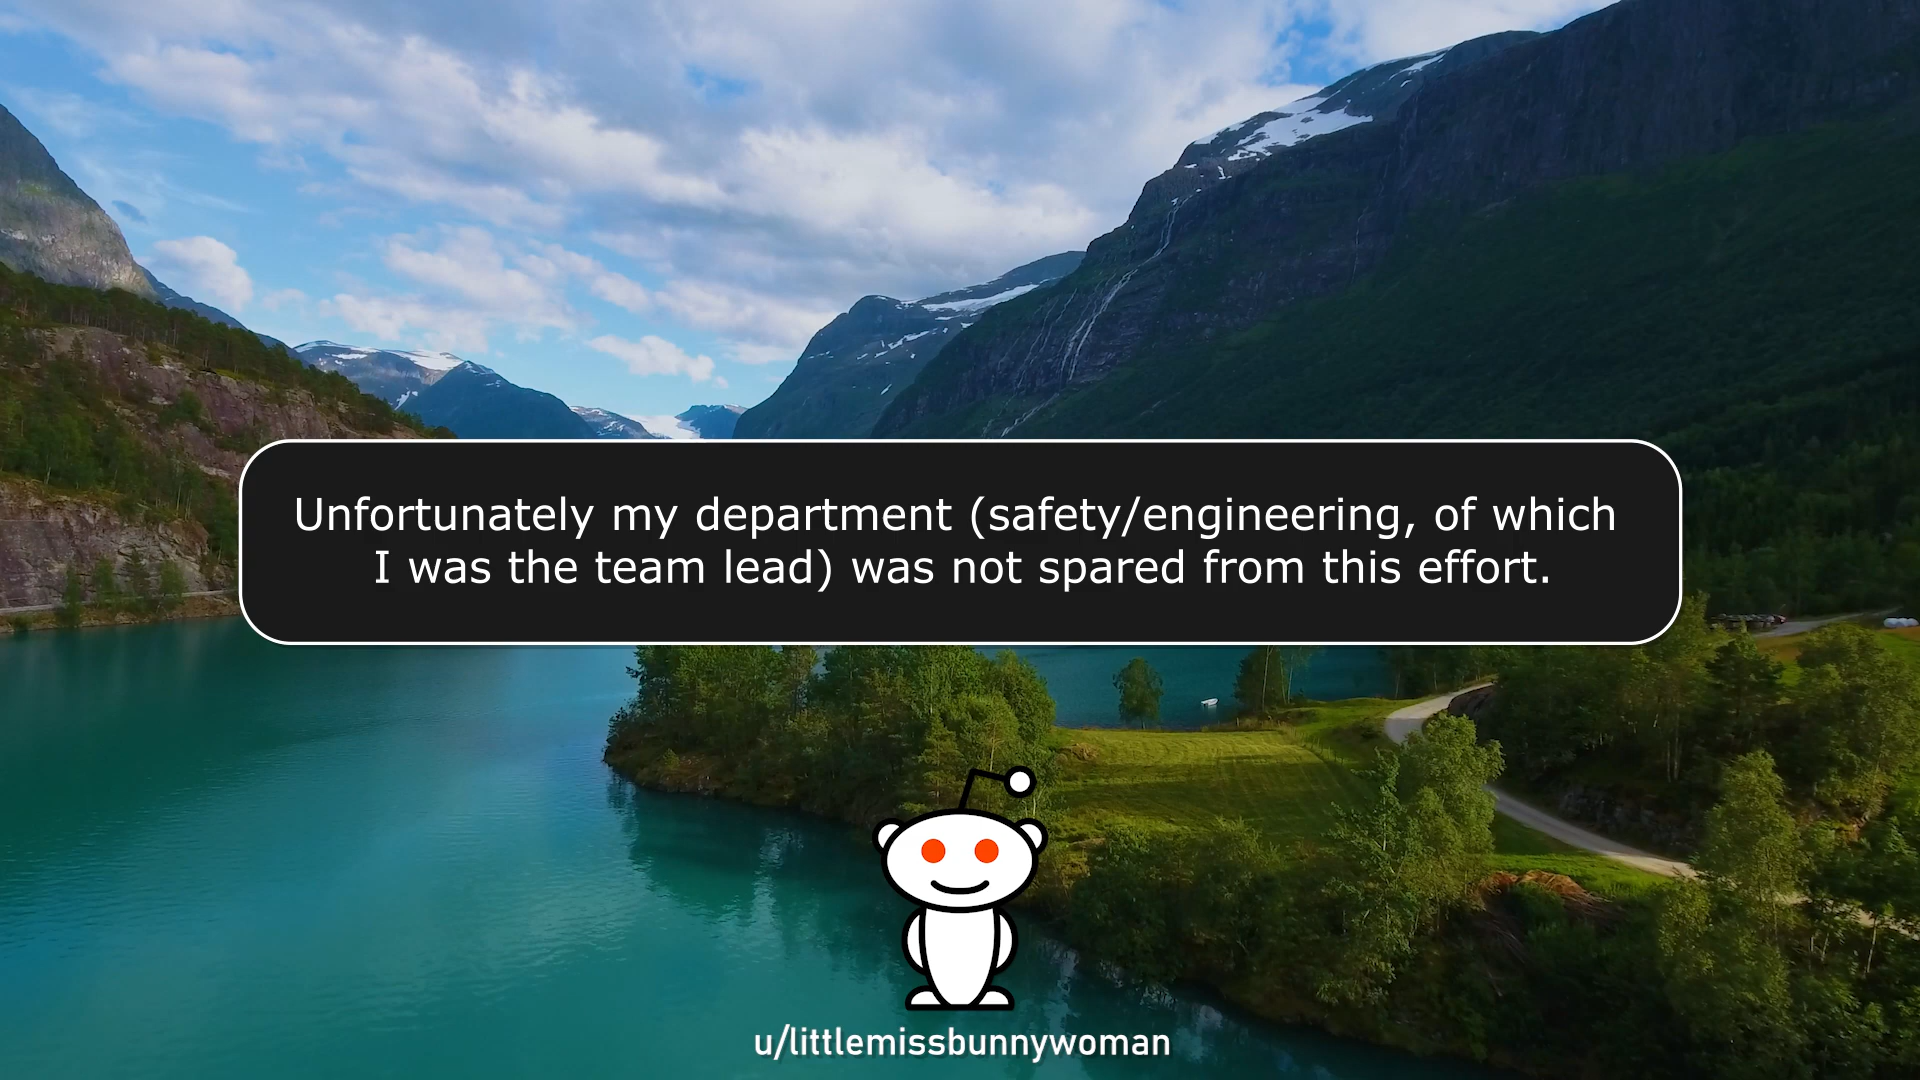 Unfortunately my department (safety/engineering, of which
I was the team lead) was not spared from this effort.
u/littlemissbunnywoman